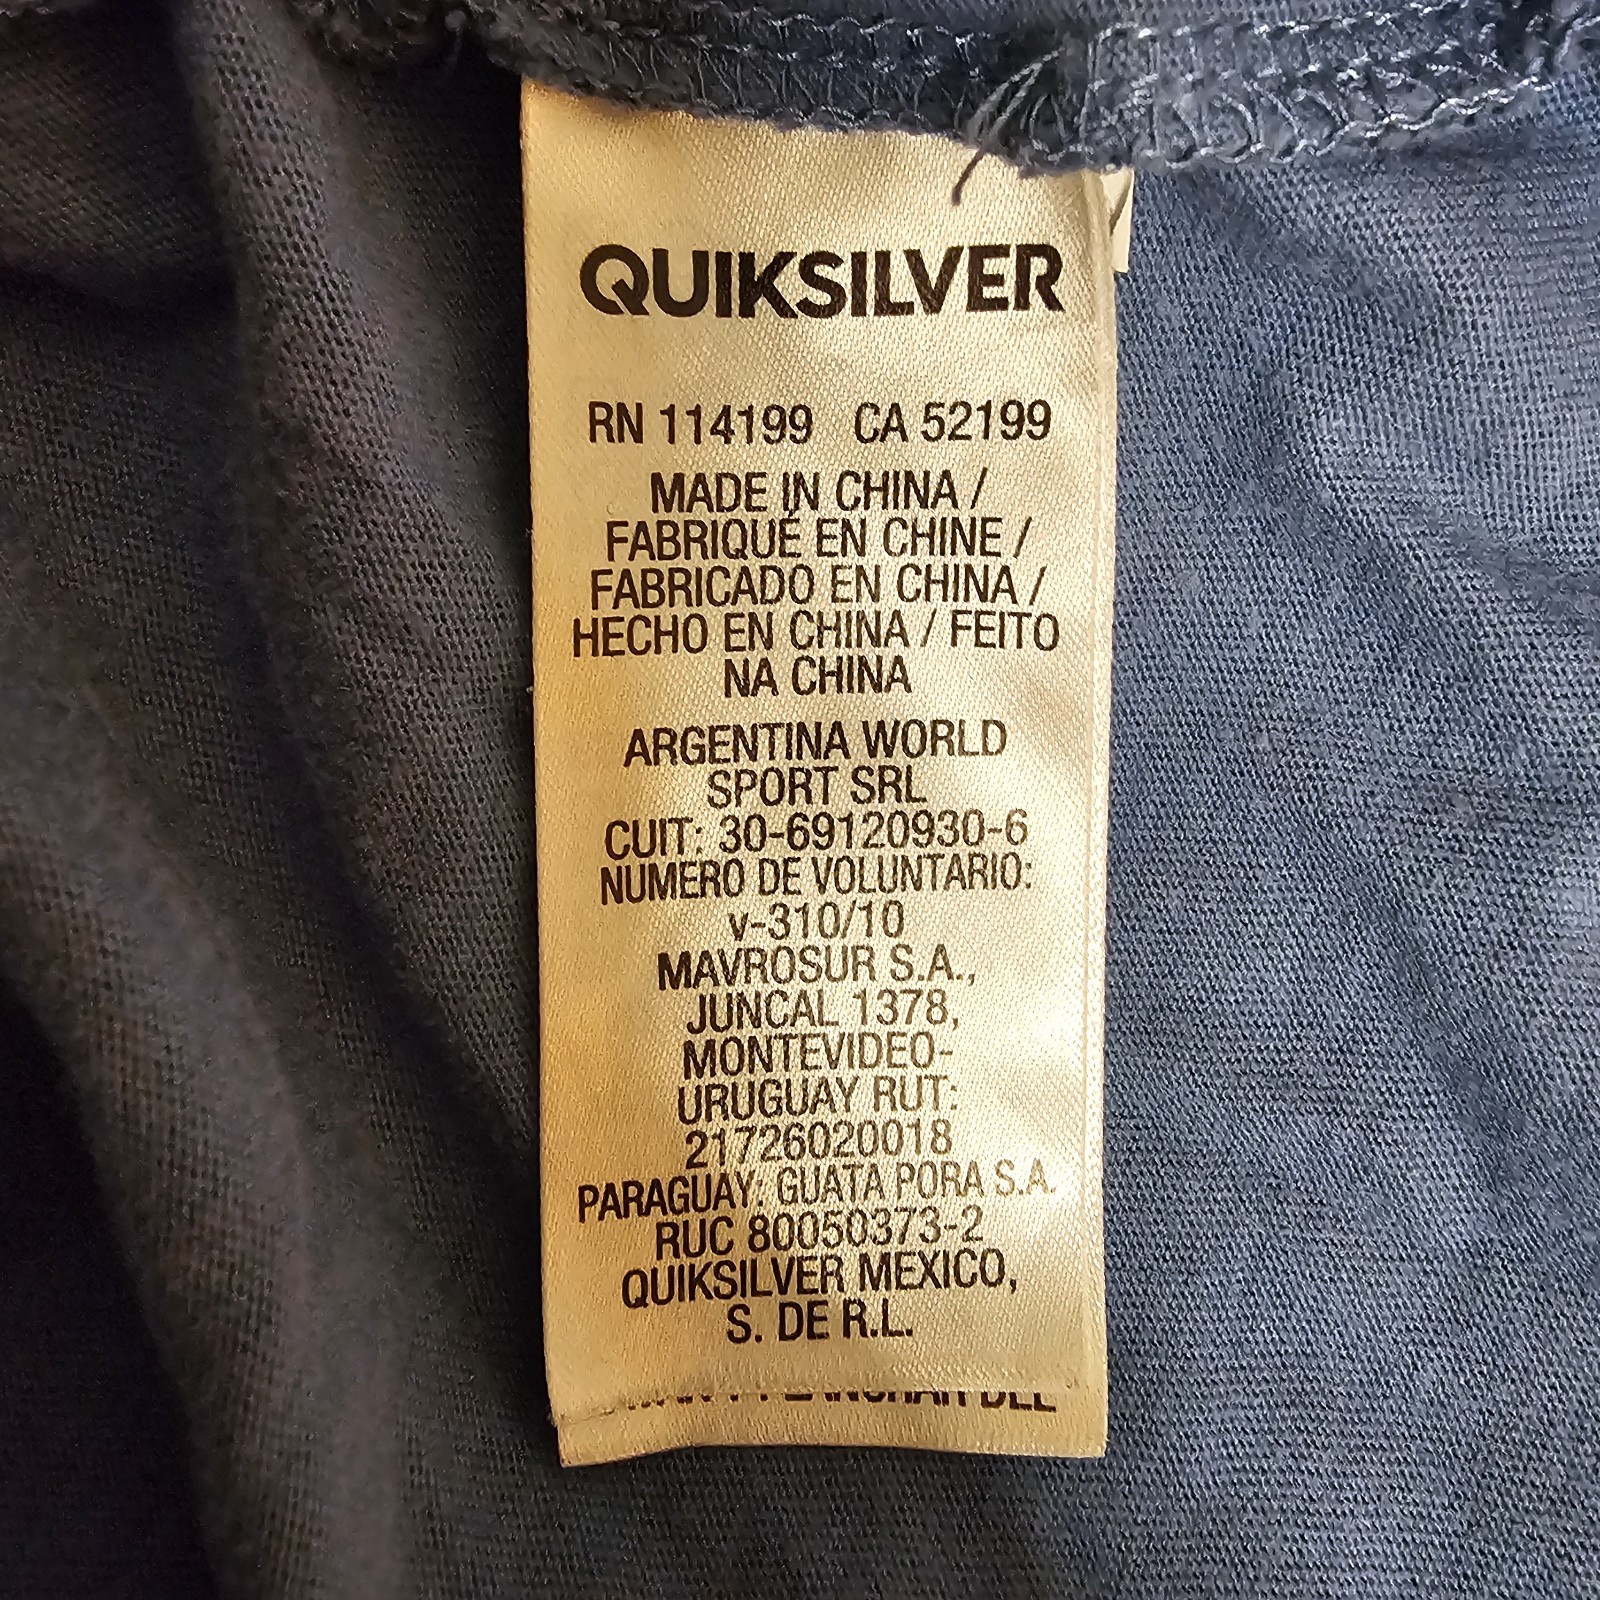 QUIKSILVER
RN 114199 CA 52199
MADE IN CHINA /
FABRIQUÉ EN CHINE /
FABRICADO EN CHINA /
HECHO EN CHINA / FEITO
NA CHINA
ARGENTINA WORLD
SPORT SRL
CUIT: 30-69120930-6
NUMERO DE VOLUNTARIO:
v-310/10
MAVROSUR S.A.,
JUNCAL 1378,
MONTEVIDEO-
URUGUAY RUT:
21726020018
PARAGUAY: GUATA PORA S.A.
RUC 80050373-2
QUIKSILVER MEXICO,
S. DE R.L.